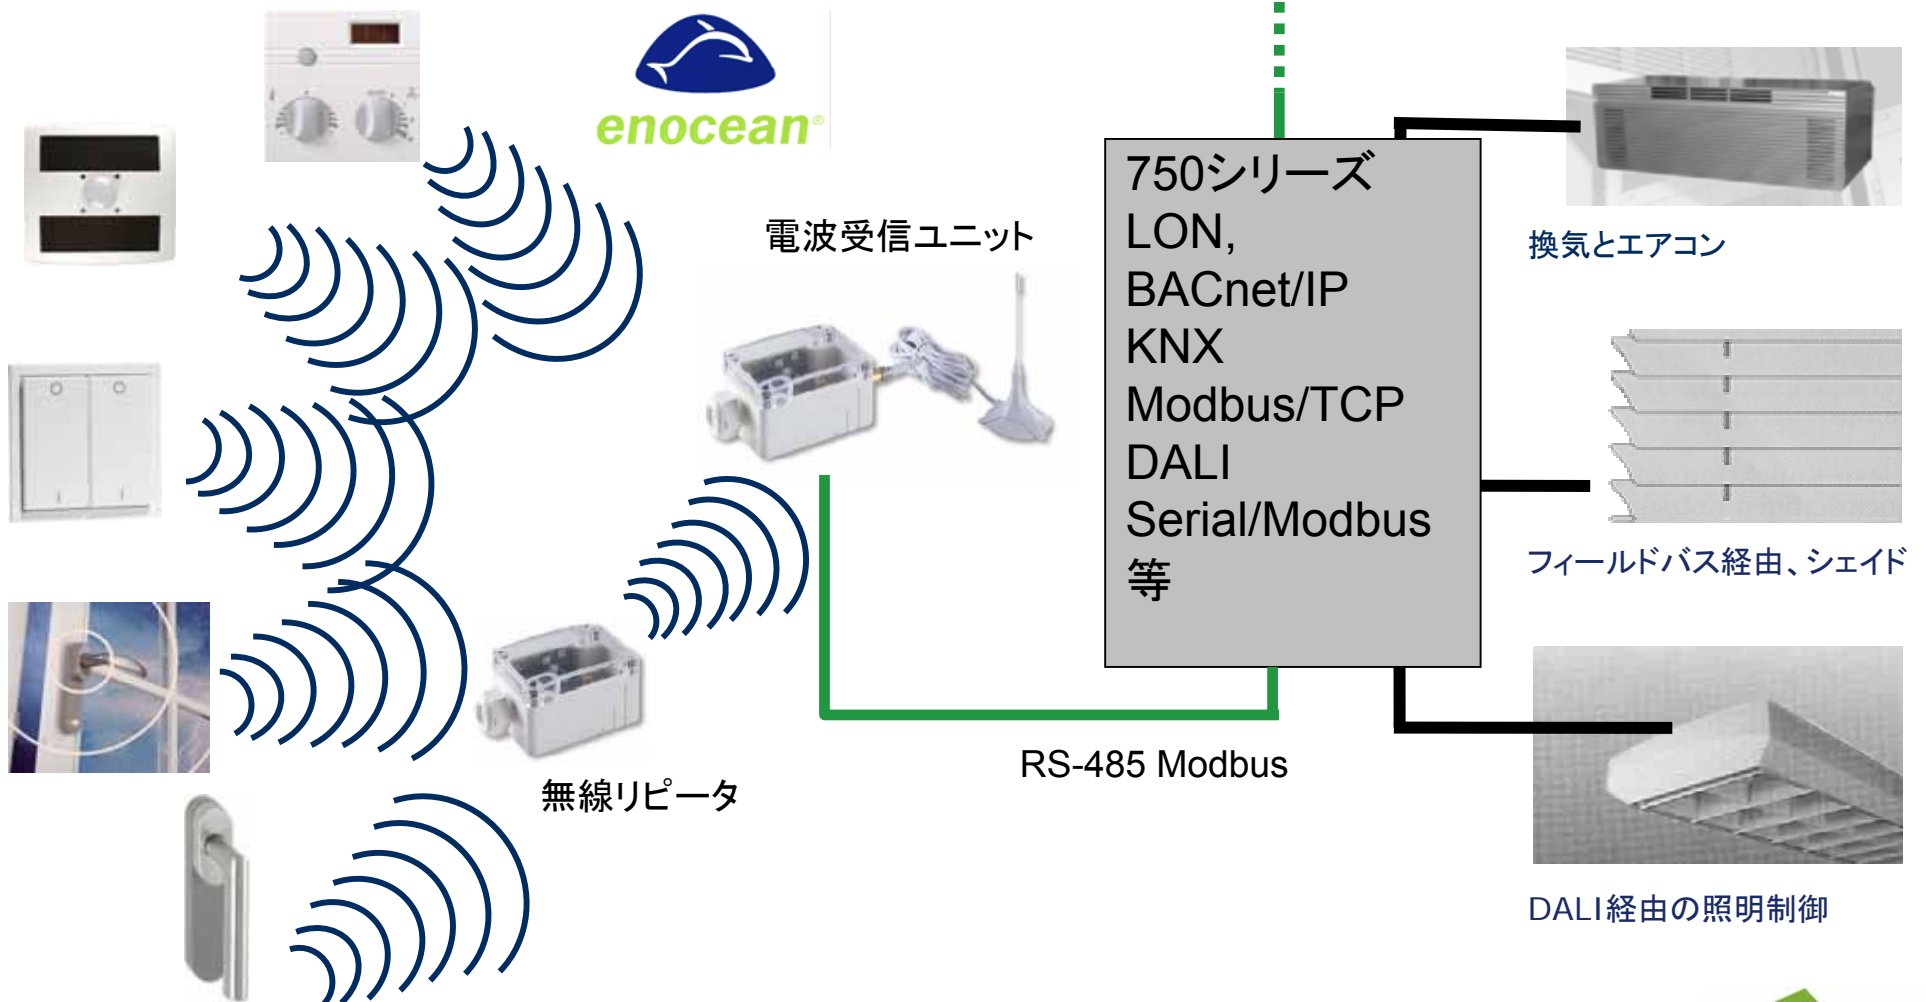 enocean®
電波受信ユニット
750シリーズ
LON,
BACnet/IP
KNX
Modbus/TCP
DALI
Serial/Modbus
等
換気とエアコン
フィールドバス経由、シェイド
RS-485 Modbus
無線リピータ
DALI経由の照明制御